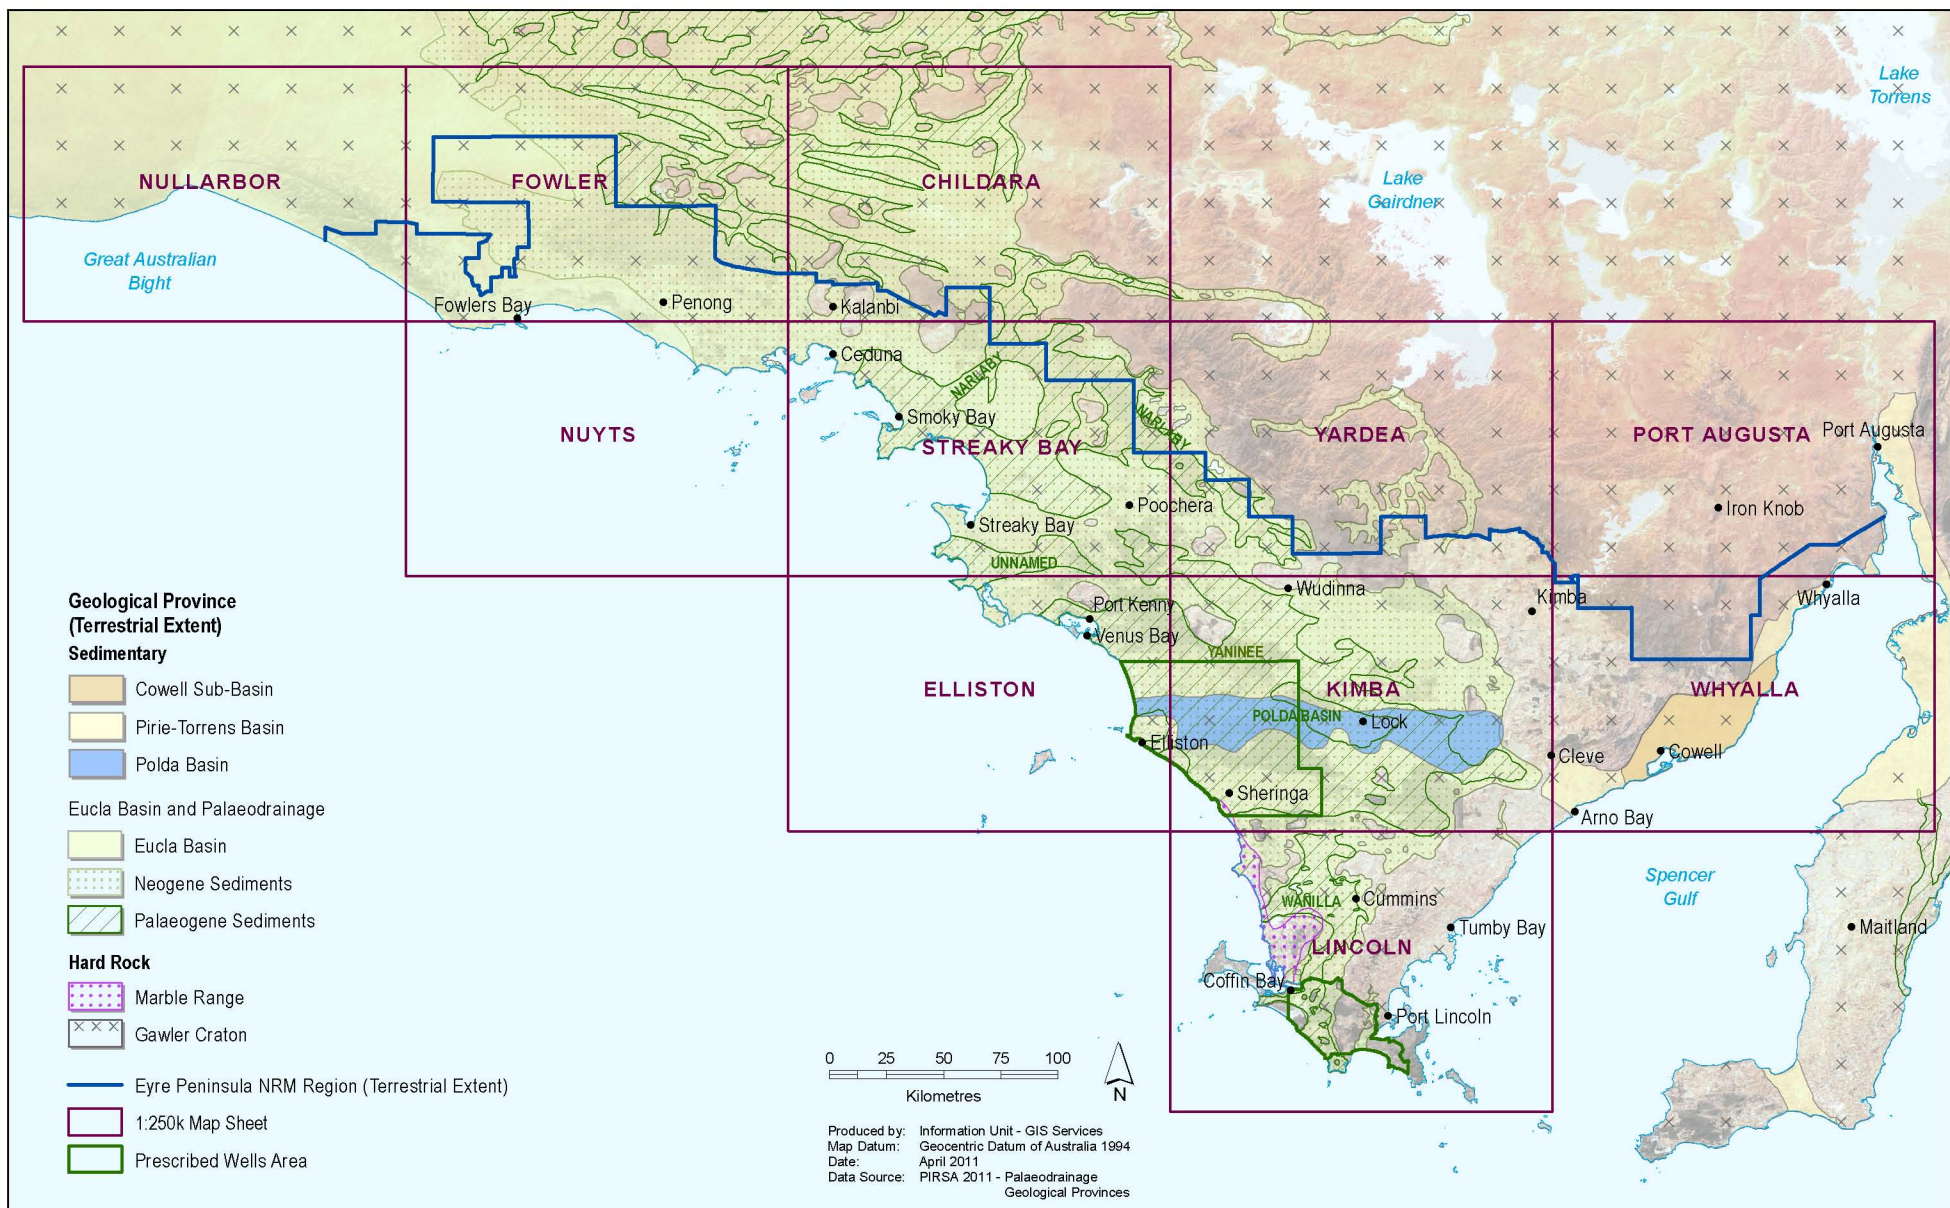 Lake
Torrens
NULLARBOR
FOWLER
CHILDARA
Lake
Gairdner
Great Australian
Bight
Fowlers Bay
Penong
Kalanbi
Ceduna
NARLABY
Smoky Bay
NARLABY
NUYTS
STREAKY BAY
YARDEA
PORT AUGUSTA
Port Augusta
Poochera
Iron Knob
Streaky Bay
UNNAMED
Wudinna
Kimba
Whyalla
Port Kenny
Venus Bay
YANINEE
ELLISTON
KIMBA
WHYALLA
POLDA BASIN
Lock
Elliston
Cleve
Cowell
Sheringa
Arno Bay
Spencer
Gulf
WANILLA
Cummins
Tumby Bay
Maitland
LINCOLN
Coffin Bay
Port Lincoln
Geological Province
(Terrestrial Extent)
Sedimentary
Cowell Sub-Basin
Pirie-Torrens Basin
Polda Basin
Eucla Basin and Palaeodrainage
Eucla Basin
Neogene Sediments
Palaeogene Sediments
Hard Rock
Marble Range
Gawler Craton
Eyre Peninsula NRM Region (Terrestrial Extent)
1:250k Map Sheet
Prescribed Wells Area
0 25 50 75 100
Kilometres
N
Produced by: Information Unit - GIS Services
Map Datum: Geocentric Datum of Australia 1994
Date: April 2011
Data Source: PIRSA 2011 - Palaeodrainage
Geological Provinces